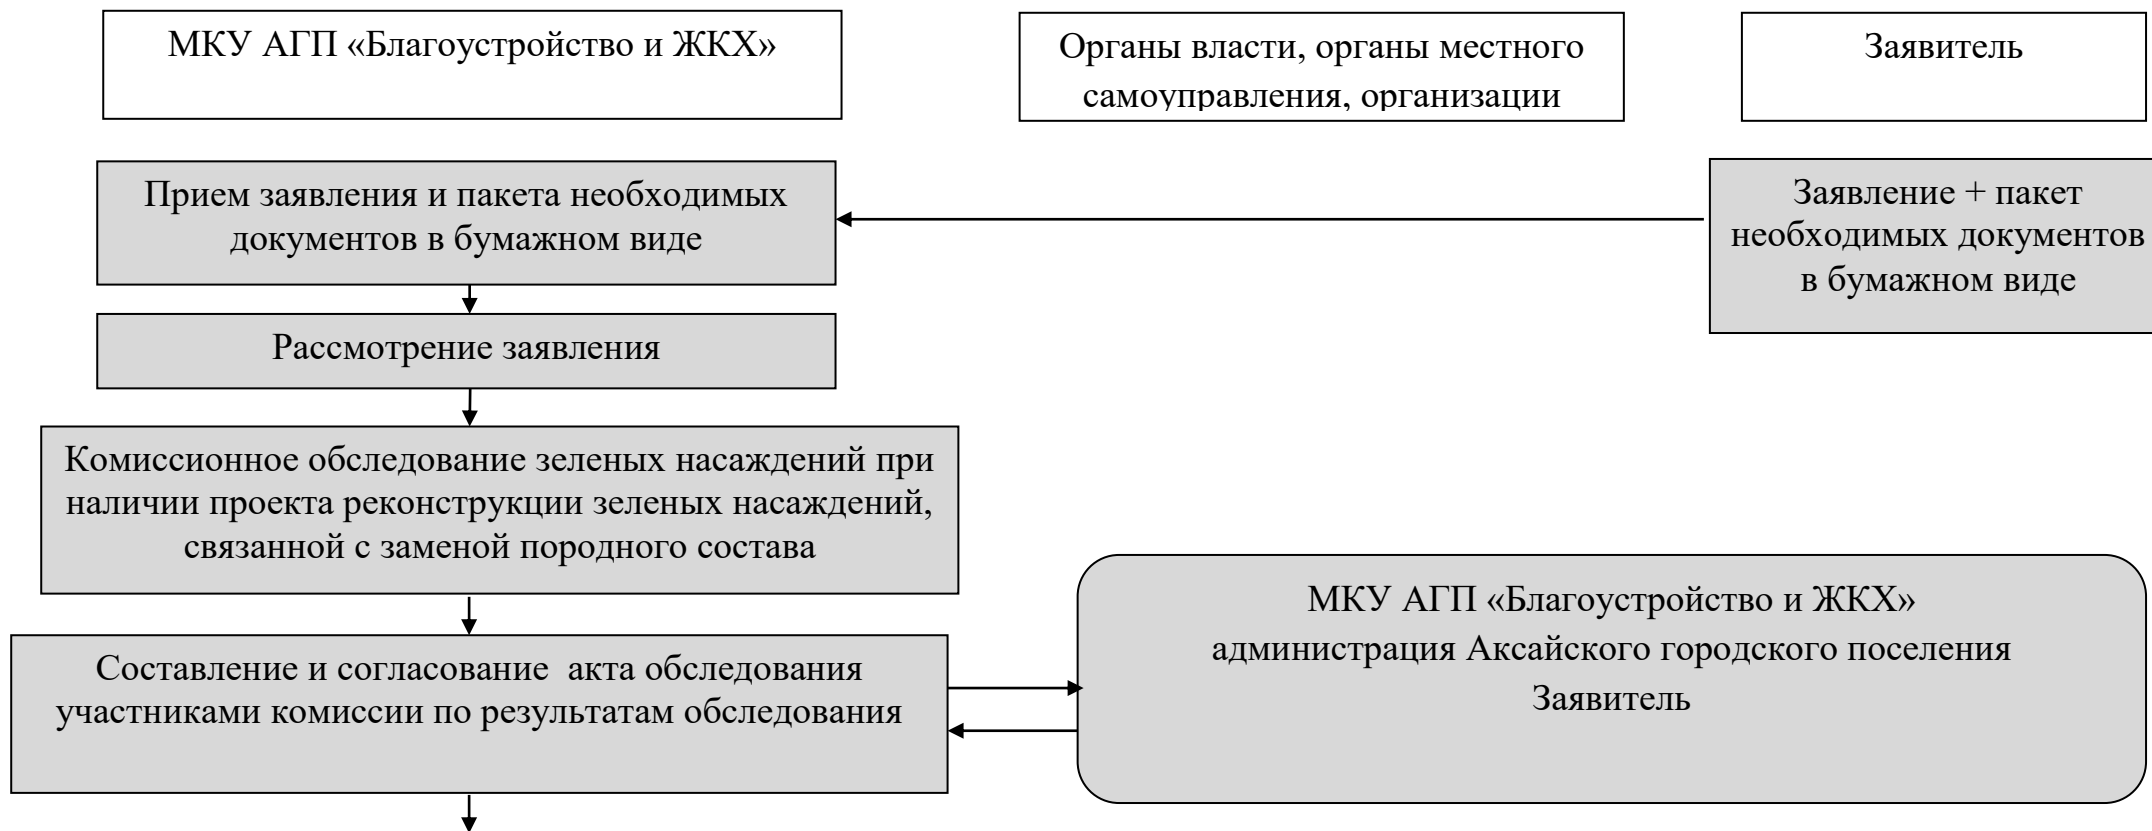 МКУ АГП «Благоустройство и ЖКХ»
Органы власти, органы местного
самоуправления, организации
Заявитель
Прием заявления и пакета необходимых
документов в бумажном виде
Заявление + пакет
необходимых документов
в бумажном виде
Рассмотрение заявления
Комиссионное обследование зеленых насаждений при
наличии проекта реконструкции зеленых насаждений,
связанной с заменой породного состава
МКУ АГП «Благоустройство и ЖКХ»
администрация Аксайского городского поселения
Заявитель
Составление и согласование  акта обследования
участниками комиссии по результатам обследования